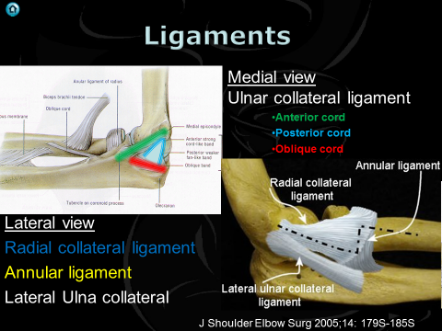 Ligaments
Medial view
Ulnar collateral ligament
•Anterior cord
•Posterior cord
•Oblique cord
Anular ligament of radius
Biceps brachii tendon
Oblique cord
Medial epicondyle
Anterior strong
cord-like band
Posterior weaker
fan-like band
Oblique band
Tubercle on coronoid process
Olecranon
Annular ligament
Radial collateral
ligament
Lateral ulnar collateral
ligament
Lateral view
Radial collateral ligament
Annular ligament
Lateral Ulna collateral
J Shoulder Elbow Surg 2005;14: 179S-185S